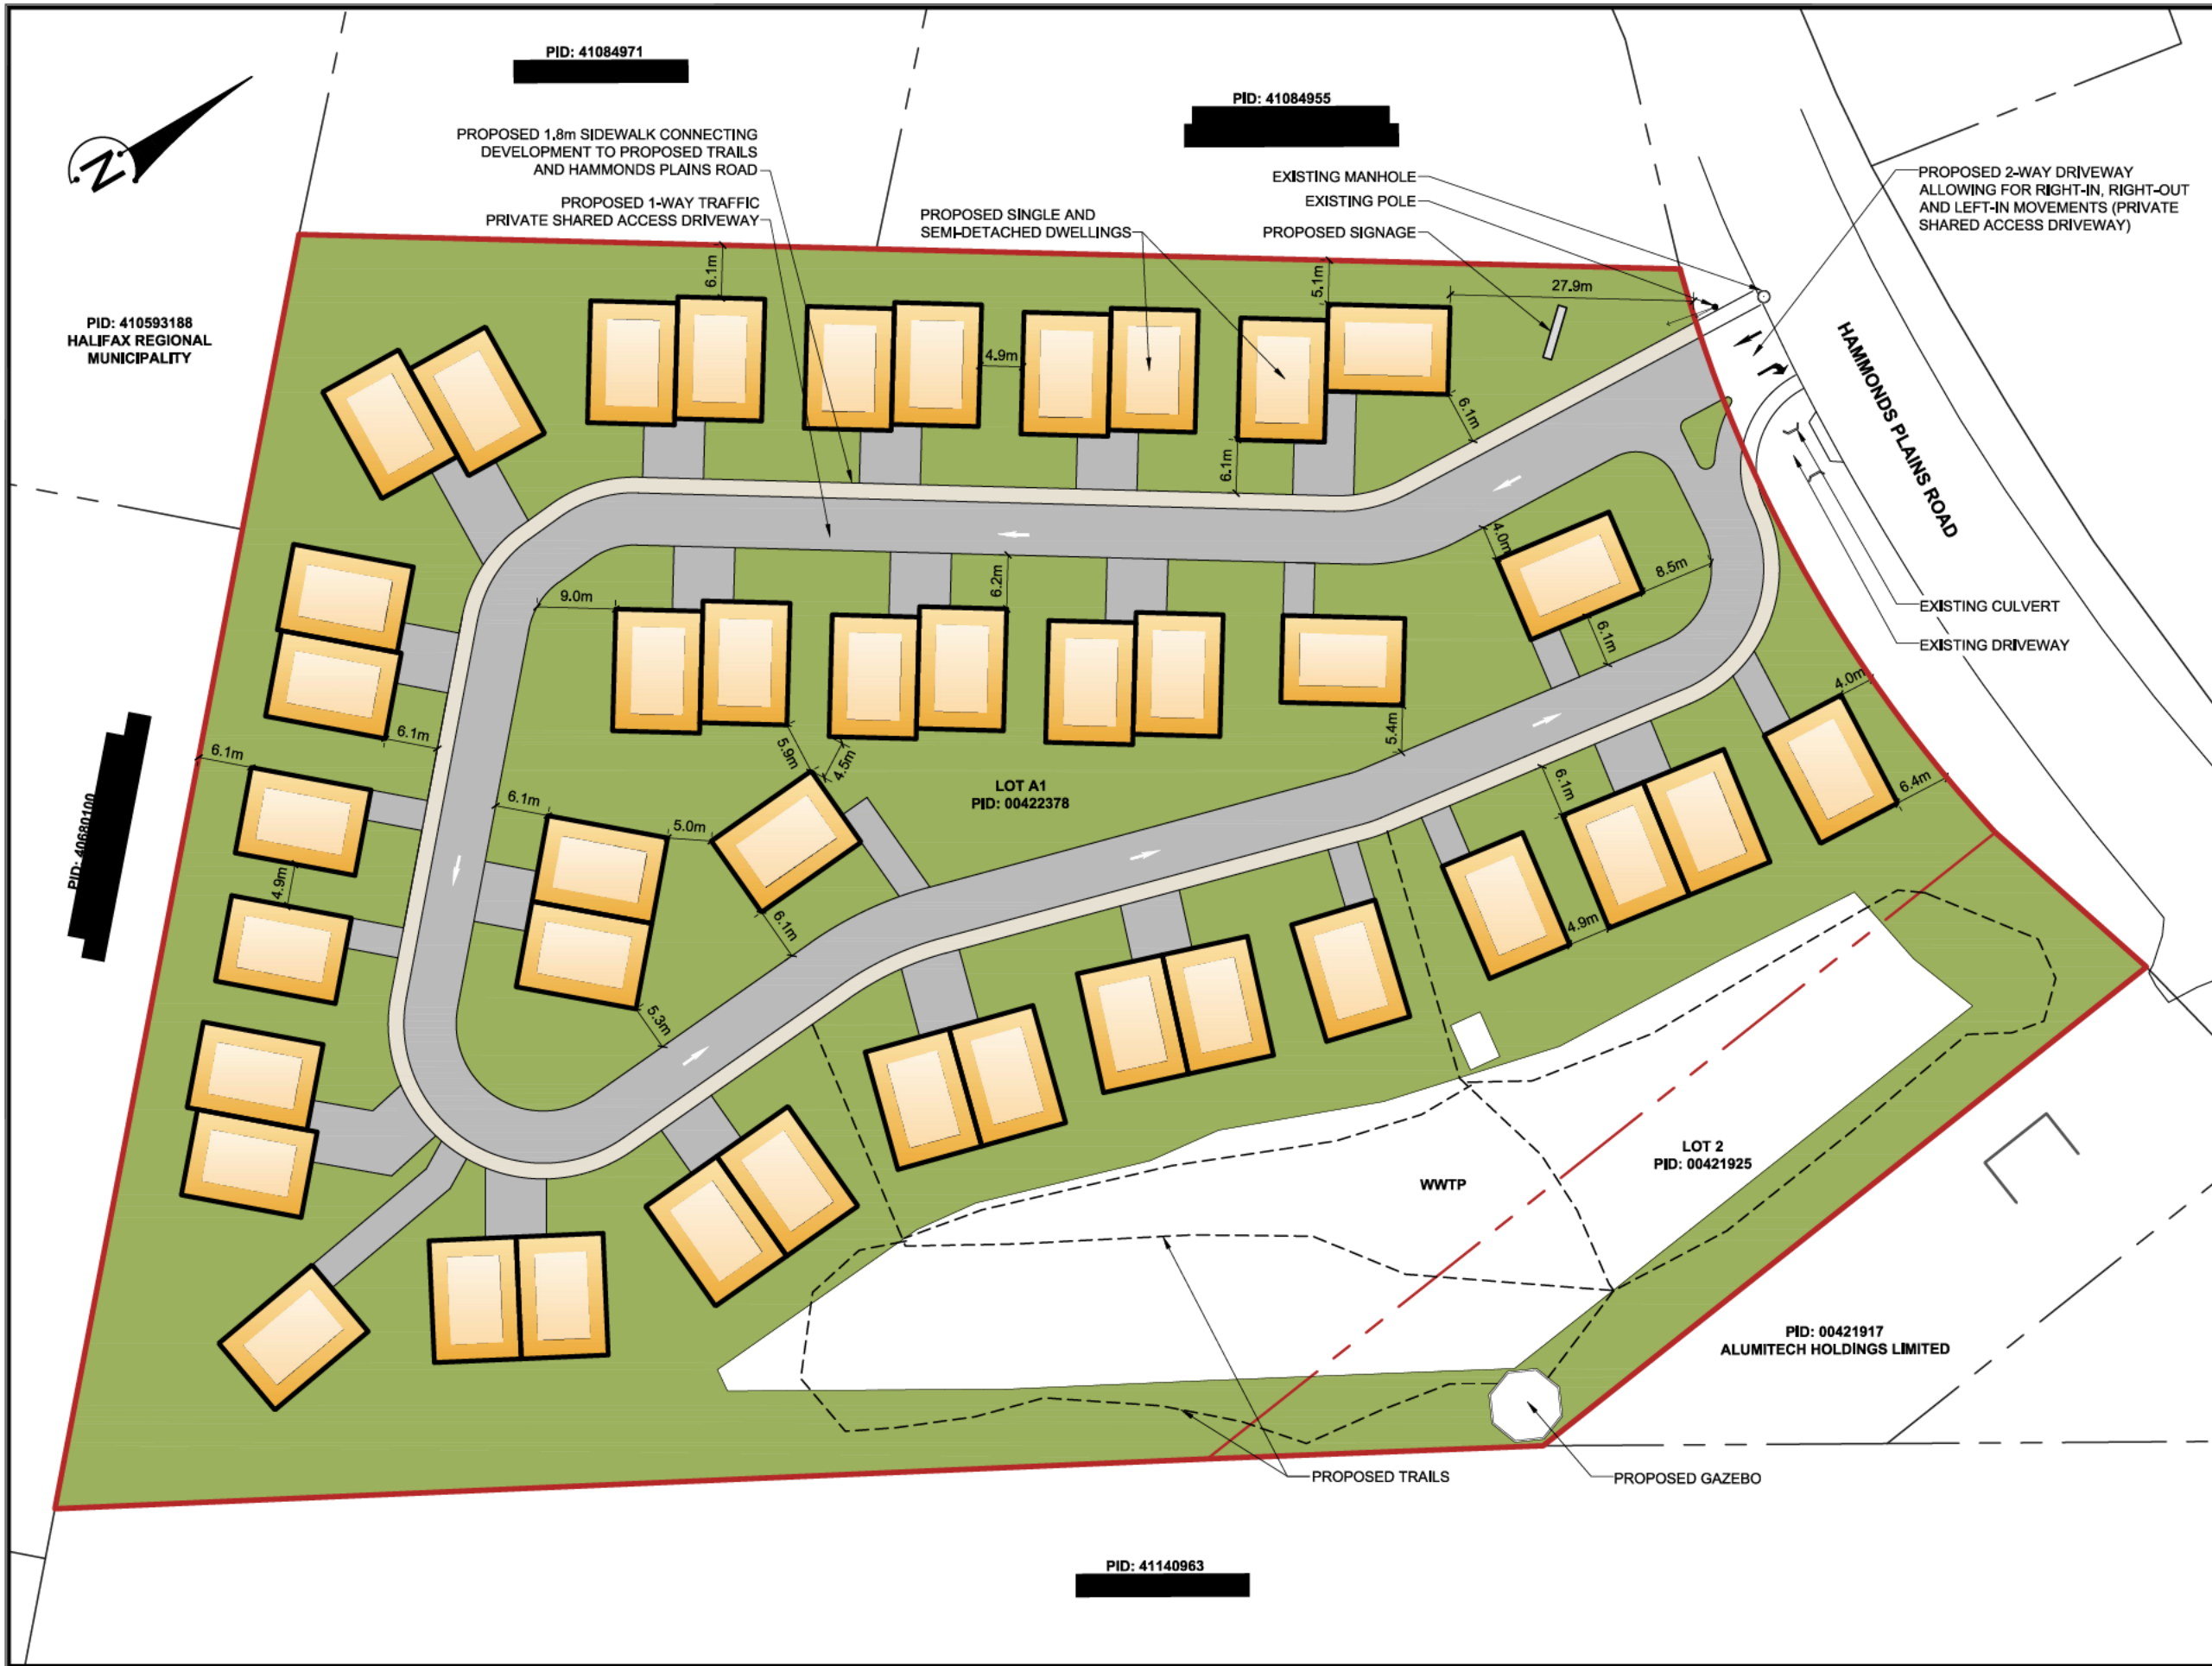 PID: 41084971
PID: 41084955
PROPOSED 1.8m SIDEWALK CONNECTING
DEVELOPMENT TO PROPOSED TRAILS
AND HAMMONDS PLAINS ROAD
PROPOSED 1-WAY TRAFFIC
PRIVATE SHARED ACCESS DRIVEWAY
PROPOSED SINGLE AND
SEMI-DETACHED DWELLINGS
EXISTING MANHOLE
EXISTING POLE
PROPOSED SIGNAGE
PROPOSED 2-WAY DRIVEWAY
ALLOWING FOR RIGHT-IN, RIGHT-OUT
AND LEFT-IN MOVEMENTS (PRIVATE
SHARED ACCESS DRIVEWAY)
N
PID: 410593188
HALIFAX REGIONAL
MUNICIPALITY
6.1m
5.1m
27.9m
HAMMONDS PLAINS ROAD
4.9m
6.1m
6.1m
4.0m
8.5m
6.2m
9.0m
6.1m
EXISTING CULVERT
EXISTING DRIVEWAY
4.0m
6.1m
6.1m
5.9m
4.5m
5.4m
6.4m
PID: 40680100
6.1m
LOT A1
PID: 00422378
6.1m
5.0m
4.9m
6.1m
4.9m
5.3m
LOT 2
PID: 00421925
WWTP
PID: 00421917
ALUMITECH HOLDINGS LIMITED
PROPOSED TRAILS
PROPOSED GAZEBO
PID: 41140963